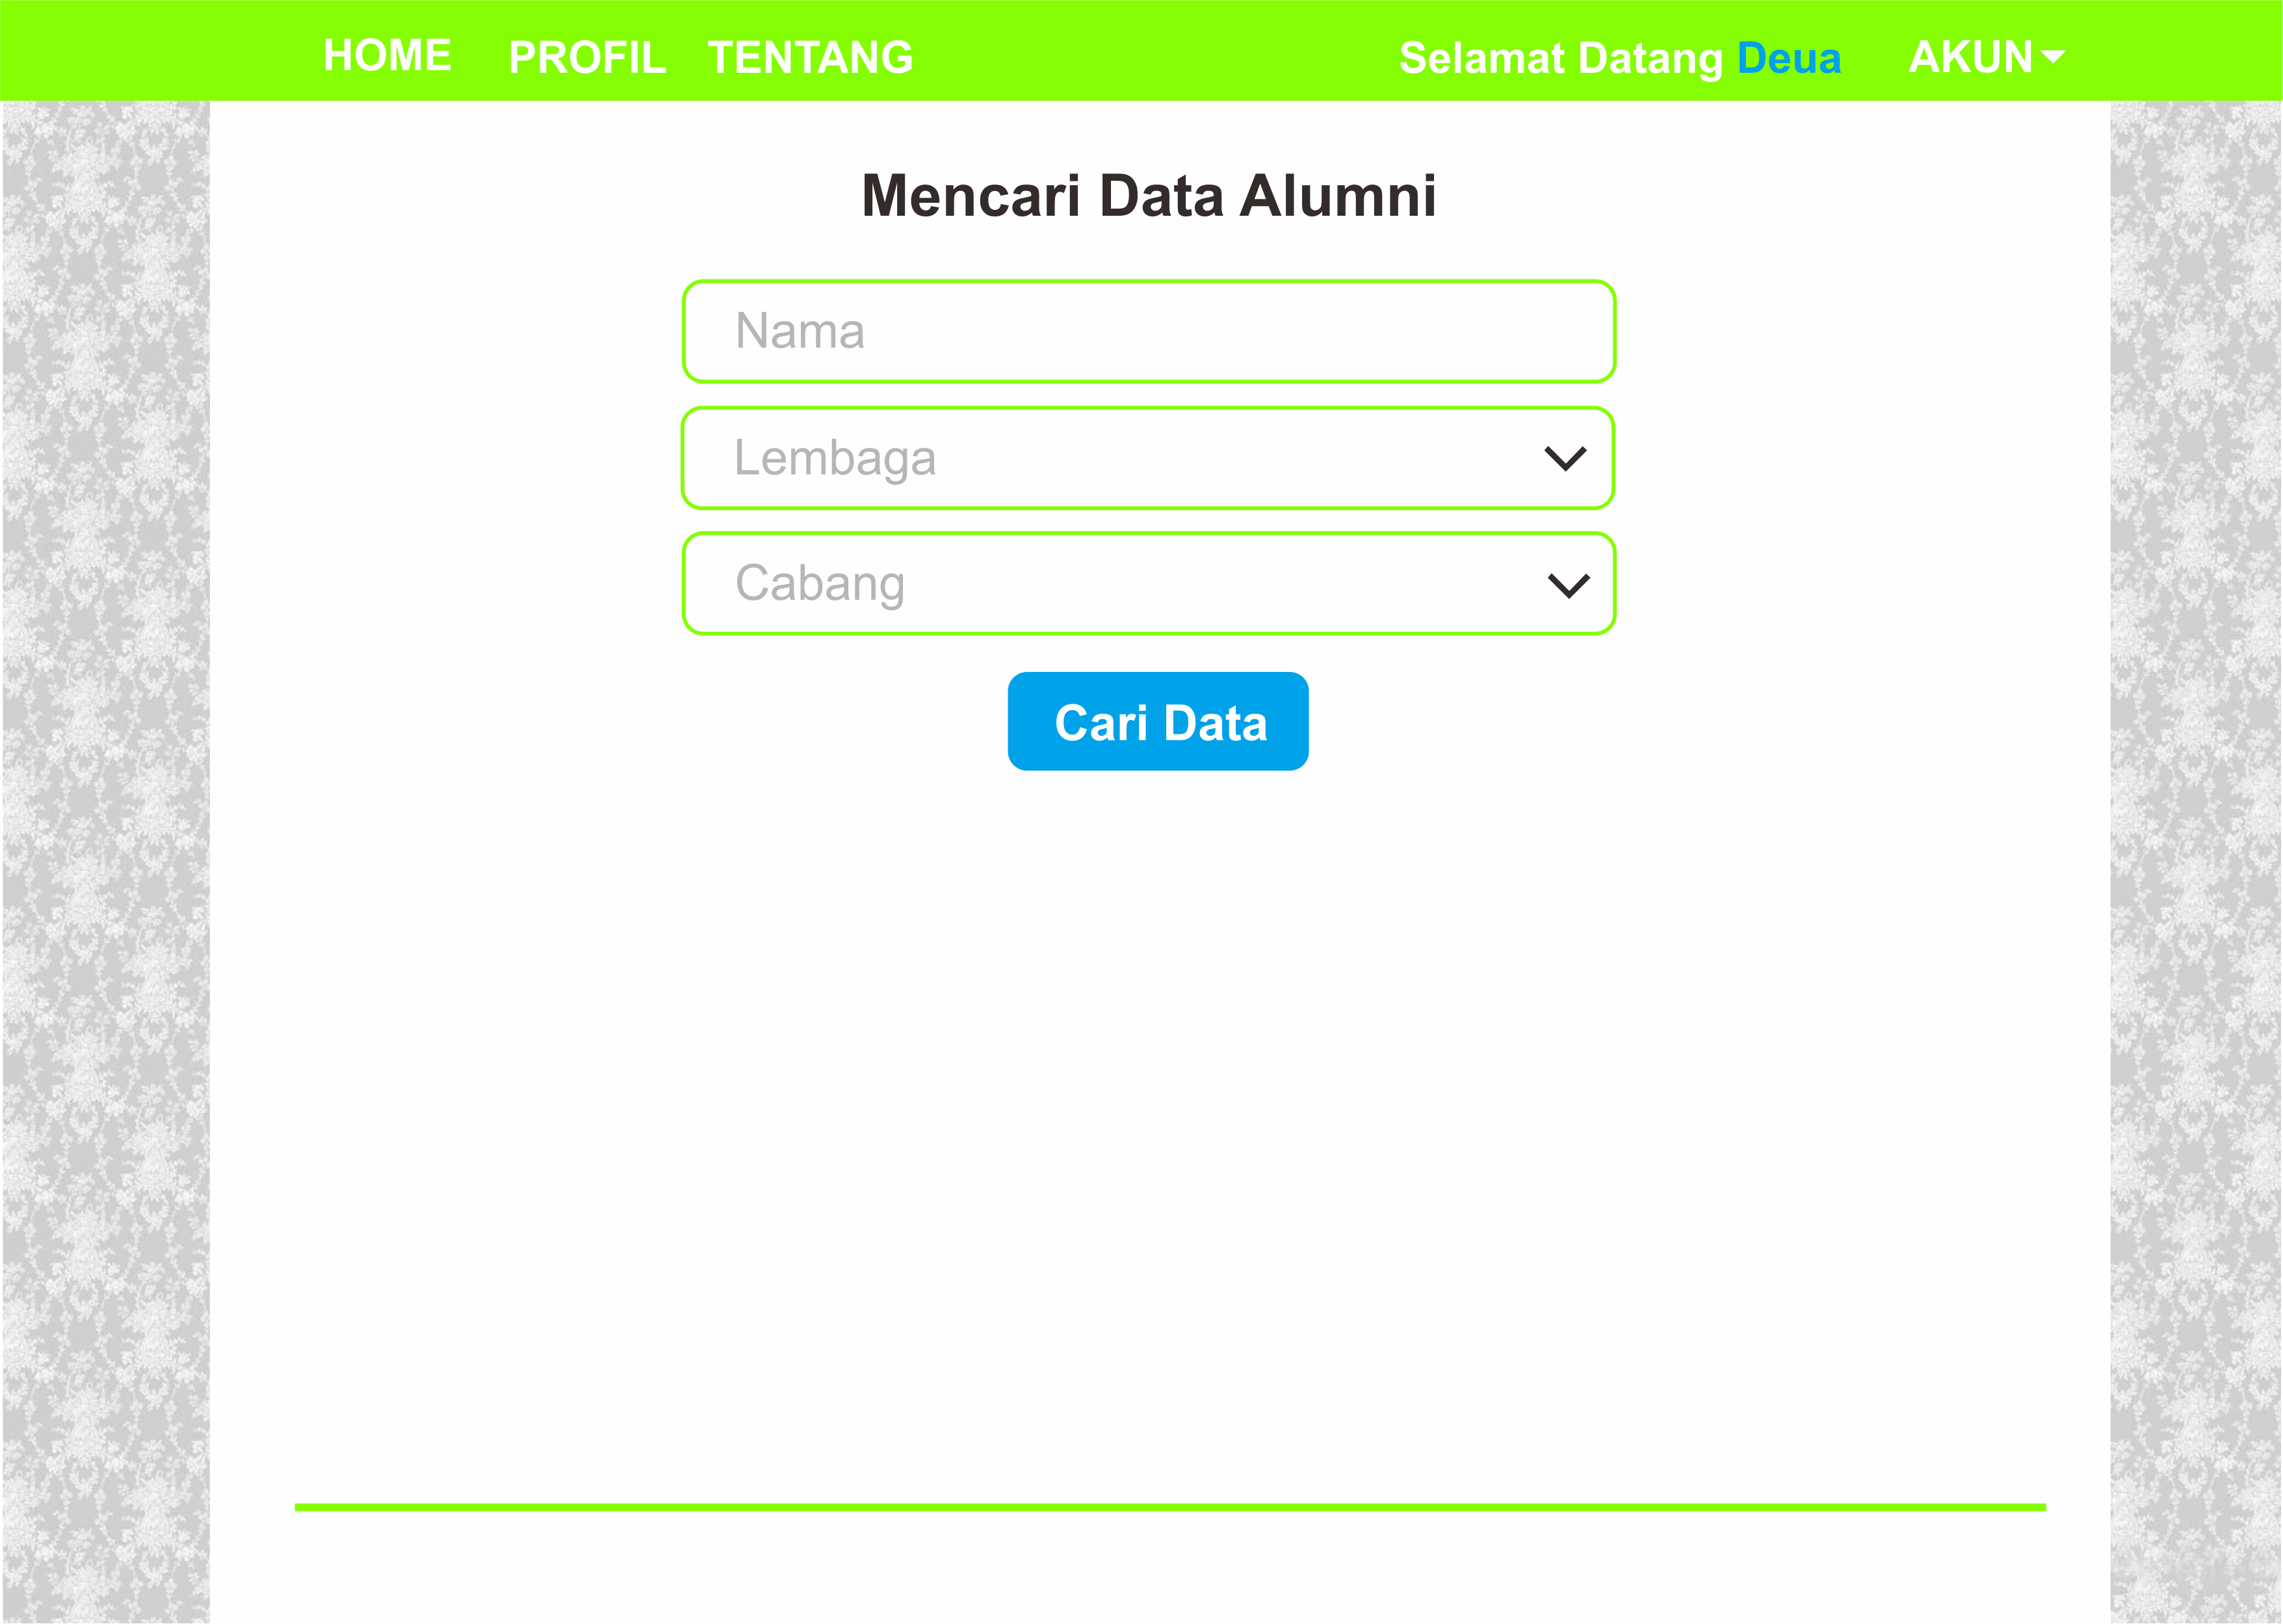 HOME PROFIL TENTANG Selamat Datang Deua AKUN
Mencari Data Alumni
Nama
Lembaga
Cabang
Cari Data